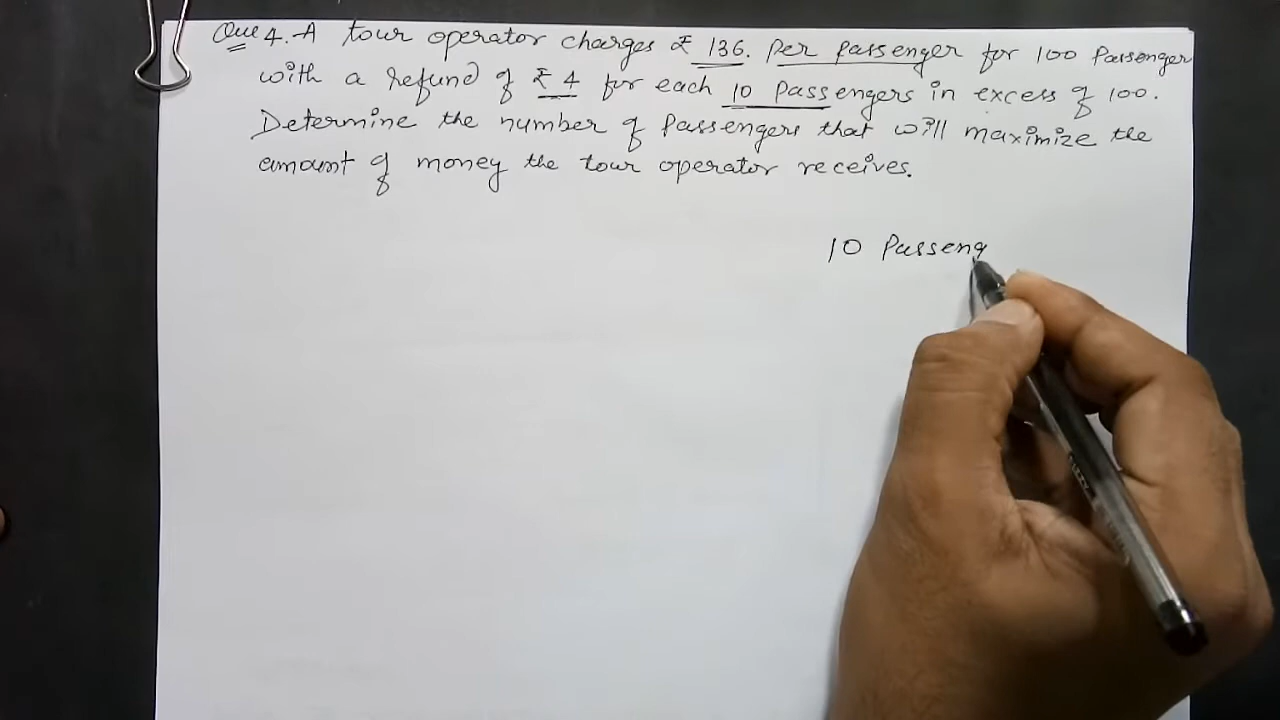 Que 4. A tour operator charges ₹ 136. Per passenger for 100 Passenger
with a refund of ₹ 4 for each 10 Passengers in excess of 100.
Determine the number of Passengers that will maximize the
amount of money the tour operator receives.
10 Passeng